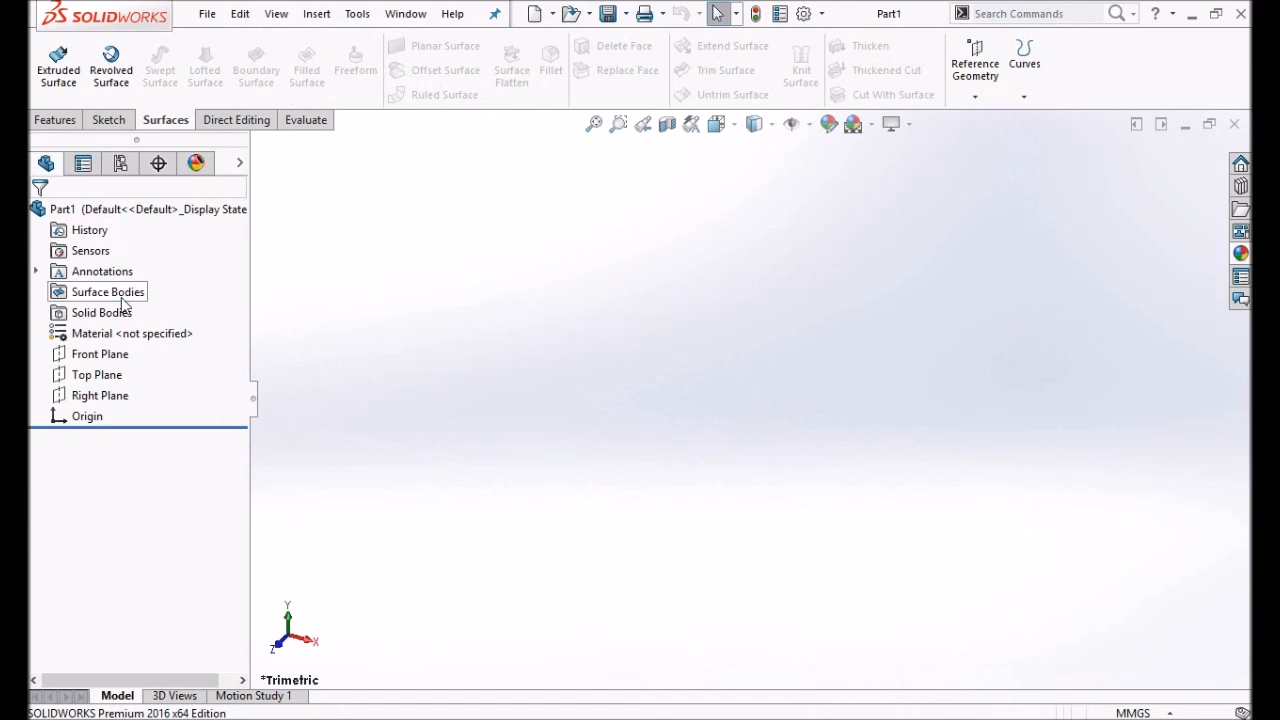 SOLIDWORKS File Edit View Insert Tools Window Help Part1 Search Commands ?
Extruded Surface
Revolved Surface
Swept Surface
Lofted Surface
Boundary Surface
Filled Surface
Freeform
Planar Surface
Offset Surface
Ruled Surface
Surface Flatten
Fillet
Delete Face
Replace Face
Extend Surface
Trim Surface
Untrim Surface
Knit Surface
Thicken
Thickened Cut
Cut With Surface
Reference Geometry
Curves
Features Sketch Surfaces Direct Editing Evaluate
Part1 (Default<<Default>_Display State
History
Sensors
Annotations
Surface Bodies
Solid Bodies
Material <not specified>
Front Plane
Top Plane
Right Plane
Origin
Y
X
Z
*Trimetric
Model 3D Views Motion Study 1
SOLIDWORKS Premium 2016 x64 Edition MMGS